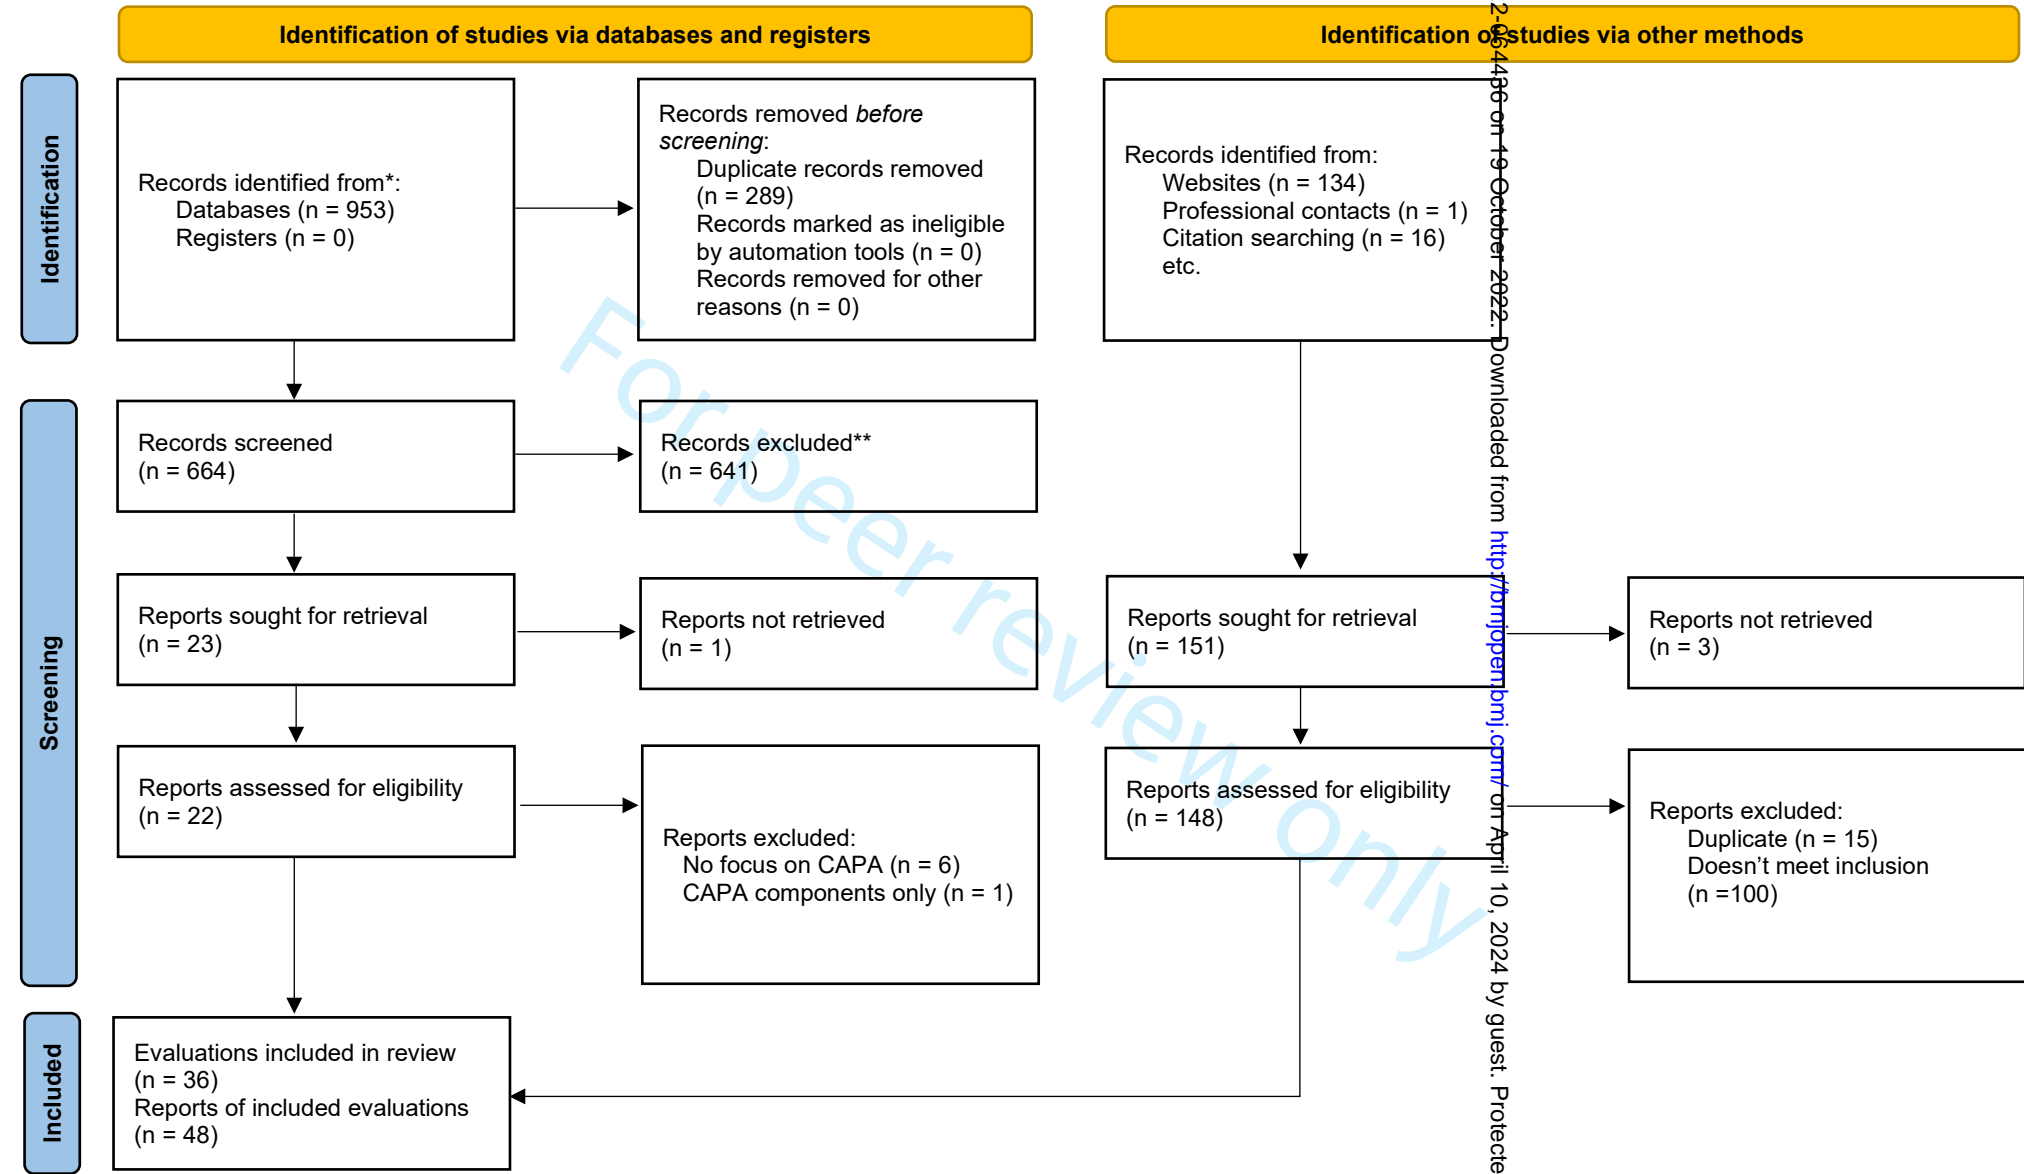 Identification of studies via databases and registers
Identification of studies via other methods
Identification
Records identified from*:
Databases (n = 953)
Registers (n = 0)
Records removed before
screening:
Duplicate records removed
(n = 289)
Records marked as ineligible
by automation tools (n = 0)
Records removed for other
reasons (n = 0)
Records identified from:
Websites (n = 134)
Professional contacts (n = 1)
Citation searching (n = 16)
etc.
Screening
Records screened
(n = 664)
Records excluded**
(n = 641)
Reports sought for retrieval
(n = 23)
Reports not retrieved
(n = 1)
Reports sought for retrieval
(n = 151)
Reports not retrieved
(n = 3)
Reports assessed for eligibility
(n = 22)
Reports excluded:
No focus on CAPA (n = 6)
CAPA components only (n = 1)
Reports assessed for eligibility
(n = 148)
Reports excluded:
Duplicate (n = 15)
Doesn’t meet inclusion
(n =100)
Included
Evaluations included in review
(n = 36)
Reports of included evaluations
(n = 48)
For peer review only
2-064436 on 19 October 2022. Downloaded from http://bmjopen.bmj.com/ on April 10, 2024 by guest. Protecte